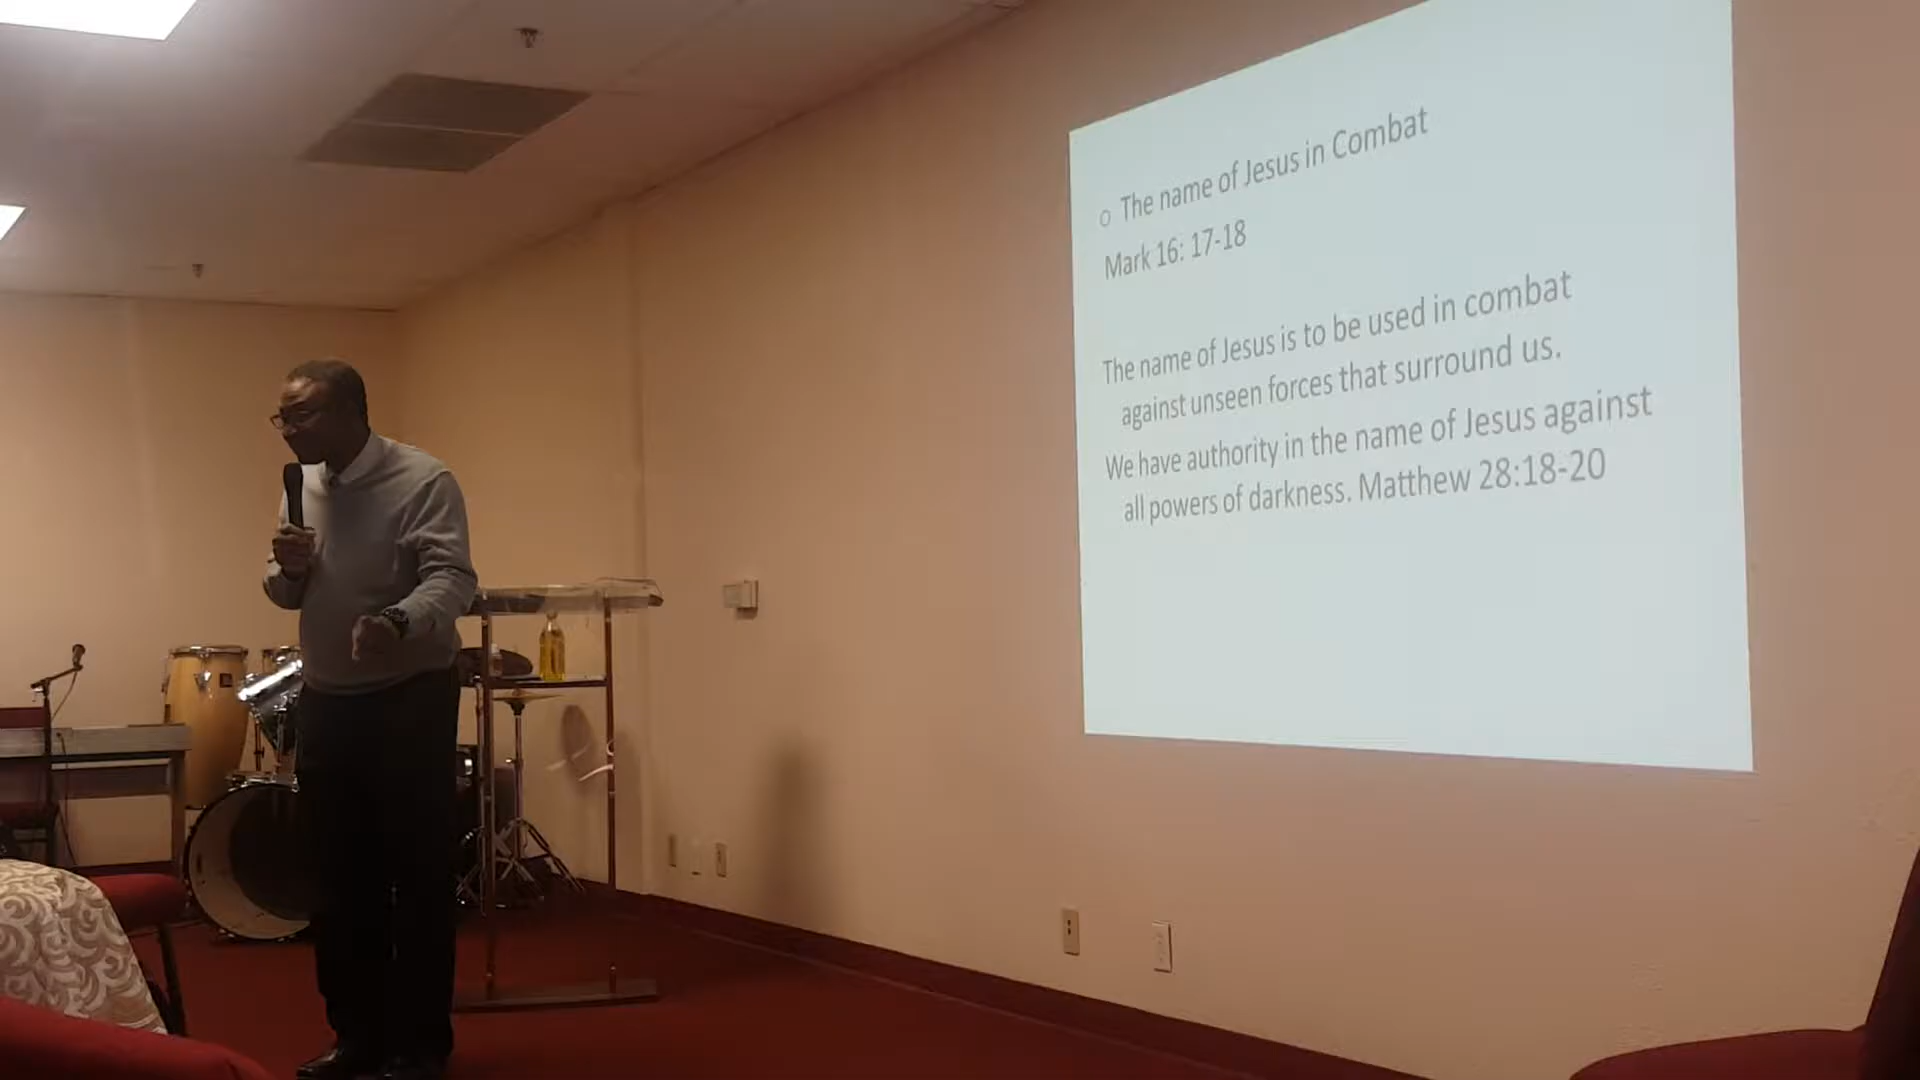 o The name of Jesus in Combat
Mark 16: 17-18
The name of Jesus is to be used in combat
against unseen forces that surround us.
We have authority in the name of Jesus against
all powers of darkness. Matthew 28:18-20